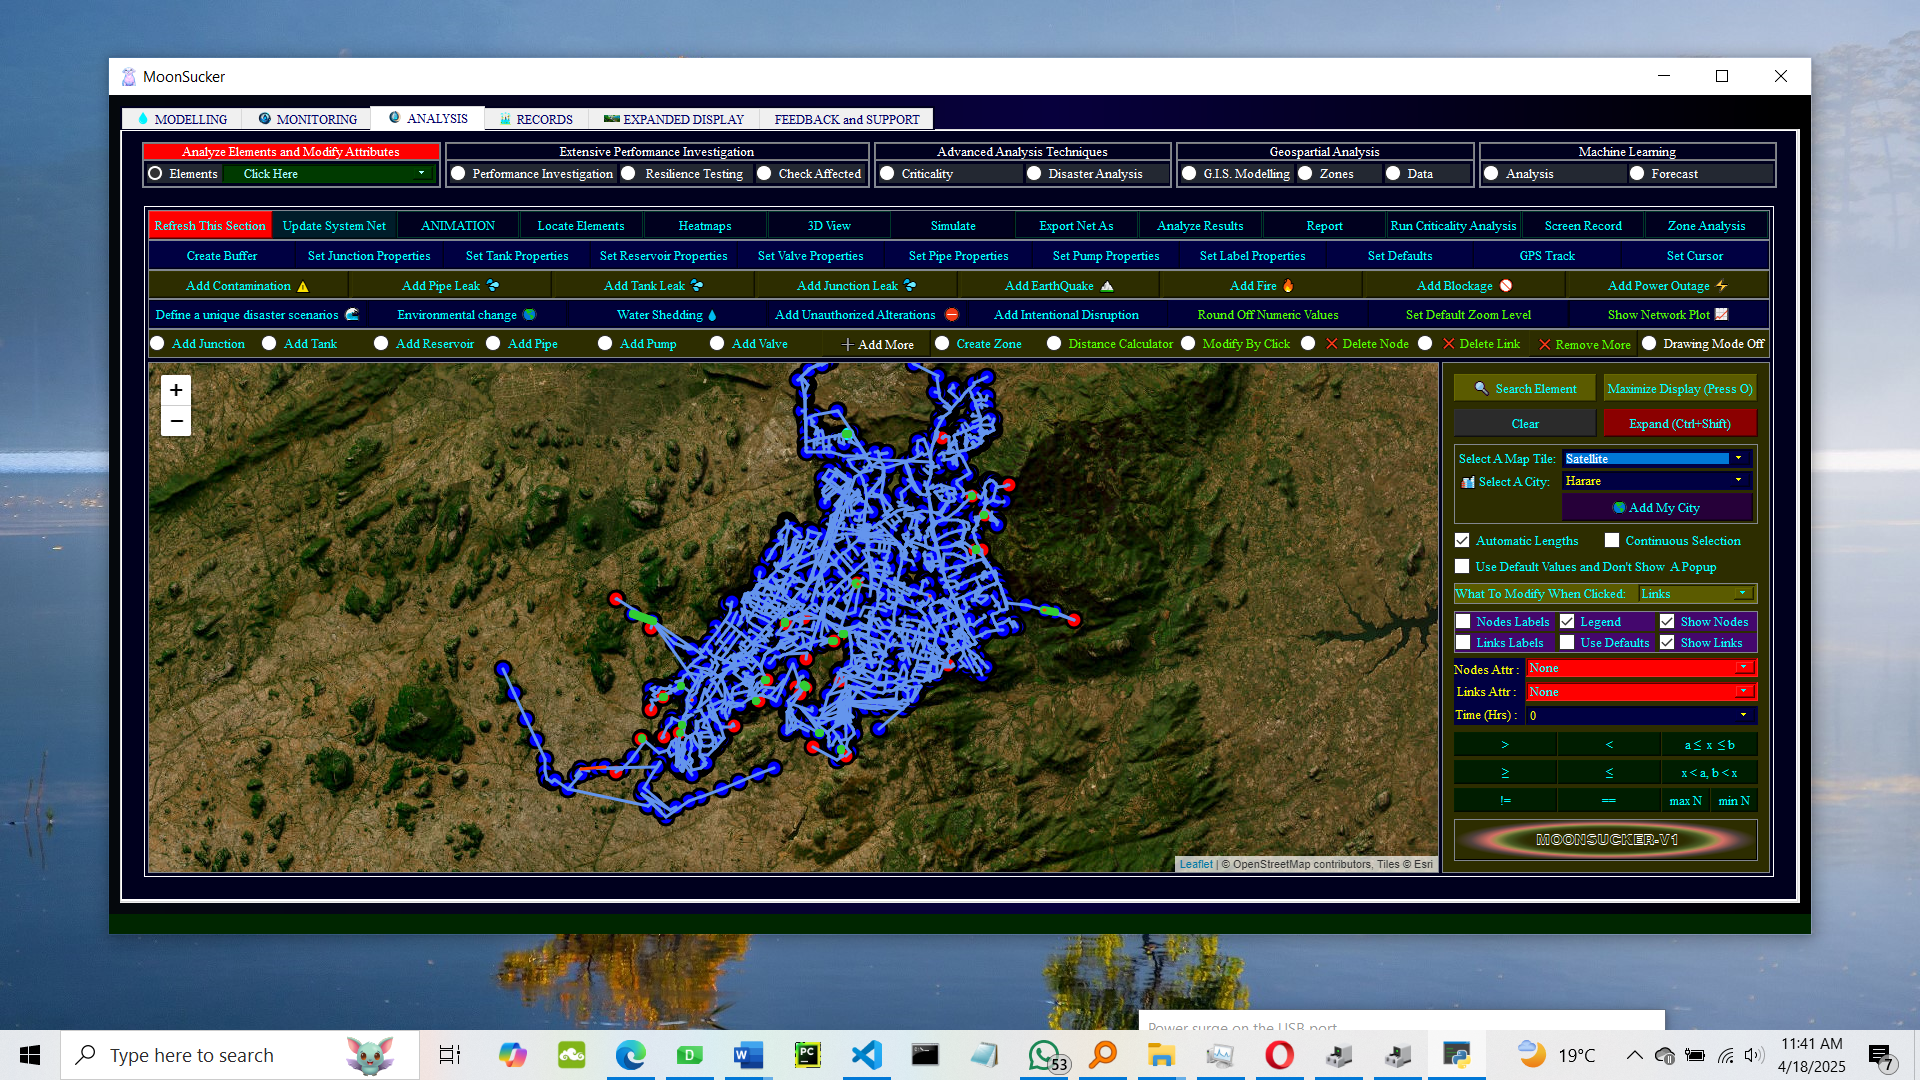 MoonSucker
MODELLING MONITORING ANALYSIS RECORDS EXPANDED DISPLAY FEEDBACK and SUPPORT
Analyze Elements and Modify Attributes Extensive Performance Investigation Advanced Analysis Techniques Geospatial Analysis Machine Learning
Elements Click Here Performance Investigation Resilience Testing Check Affected Criticality Disaster Analysis G.I.S. Modelling Zones Data Analysis Forecast
Refresh This Section Update System Net ANIMATION Locate Elements Heatmaps 3D View Simulate Export Net As Analyze Results Report Run Criticality Analysis Screen Record Zone Analysis
Create Buffer Set Junction Properties Set Tank Properties Set Reservoir Properties Set Valve Properties Set Pipe Properties Set Pump Properties Set Label Properties Set Defaults GPS Track Set Cursor
Add Contamination Add Pipe Leak Add Tank Leak Add Junction Leak Add EarthQuake Add Fire Add Blockage Add Power Outage
Define a unique disaster scenarios Environmental change Water Shedding Add Unauthorized Alterations Add Intentional Disruption Round Off Numeric Values Set Default Zoom Level Show Network Plot
Add Junction Add Tank Add Reservoir Add Pipe Add Pump Add Valve + Add More Create Zone Distance Calculator Modify By Click Delete Node Delete Link Remove More Drawing Mode Off
+
−
Search Element Maximize Display (Press O)
Clear Expand (Ctrl+Shift)
Select A Map Tile: Satellite
Select A City: Harare
Add My City
Automatic Lengths Continuous Selection
Use Default Values and Don't Show A Popup
What To Modify When Clicked: Links
Nodes Labels Legend Show Nodes
Links Labels Use Defaults Show Links
Nodes Attr : None
Links Attr : None
Time (Hrs) : 0
> < a ≤ x ≤ b
≥ ≤ x < a, b < x
!= == max N min N
MOONSUCKER-V1
Leaflet | © OpenStreetMap contributors, Tiles © Esri
Power surge on the USB port
Type here to search
D
W
PC
53
19°C
11:41 AM
4/18/2025
7